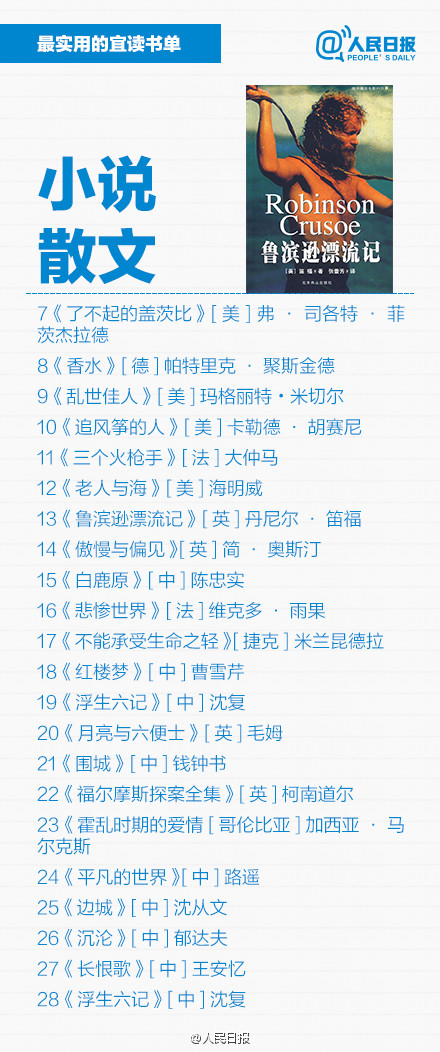 最实用的宜读书单
@人民日报
PEOPLE'S DAILY
小说
散文
Robinson
Crusoe
鲁滨逊漂流记
[英] 笛 福·著 张蕾芳·译
7《了不起的盖茨比》[ 美 ] 弗 · 司各特 · 菲
茨杰拉德
8《香水》[ 德 ] 帕特里克 · 聚斯金德
9《乱世佳人》[ 美 ] 玛格丽特·米切尔
10《追风筝的人》[ 美 ] 卡勒德 · 胡赛尼
11《三个火枪手》[ 法 ] 大仲马
12《老人与海》[ 美 ] 海明威
13《鲁滨逊漂流记》[ 英 ] 丹尼尔 · 笛福
14《傲慢与偏见》[ 英 ] 简 · 奥斯汀
15《白鹿原》[ 中 ] 陈忠实
16《悲惨世界》[ 法 ] 维克多 · 雨果
17《不能承受生命之轻》[ 捷克 ] 米兰昆德拉
18《红楼梦》[ 中 ] 曹雪芹
19《浮生六记》[ 中 ] 沈复
20《月亮与六便士》[ 英 ] 毛姆
21《围城》[ 中 ] 钱钟书
22《福尔摩斯探案全集》[ 英 ] 柯南道尔
23《霍乱时期的爱情 [ 哥伦比亚 ] 加西亚 · 马
尔克斯
24《平凡的世界》[ 中 ] 路遥
25《边城》[ 中 ] 沈从文
26《沉沦》[ 中 ] 郁达夫
27《长恨歌》[ 中 ] 王安忆
28《浮生六记》[ 中 ] 沈复
@人民日报